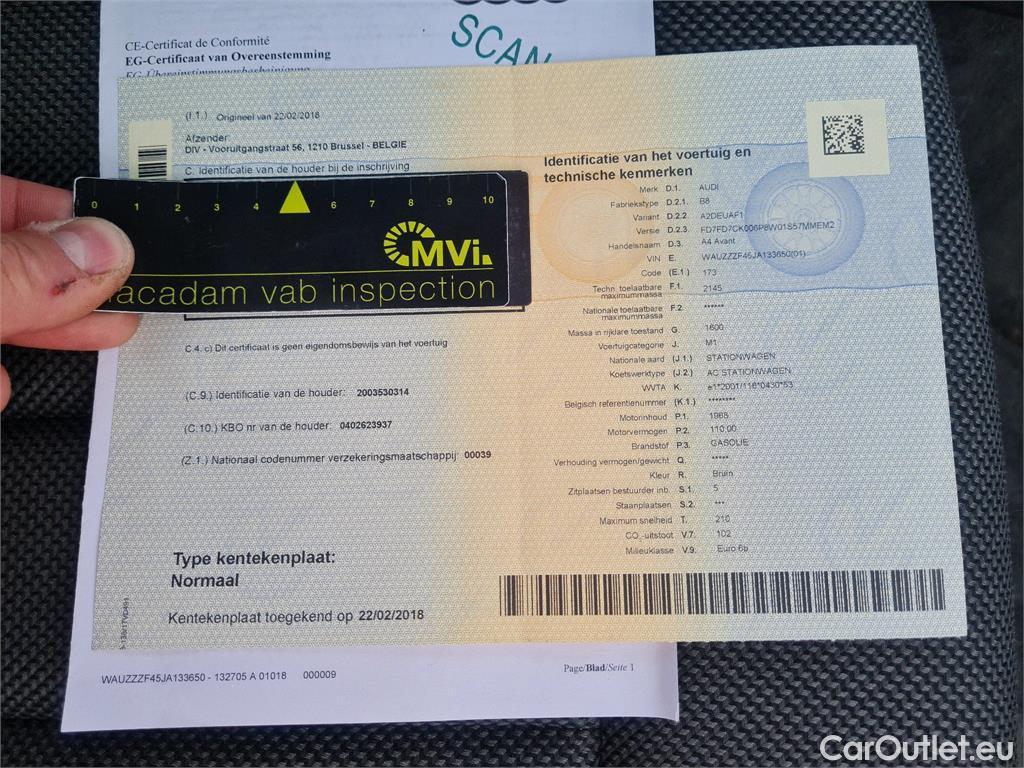 CE-Certificat de Conformité
EG-Certificaat van Overeenstemming
SCAN
(I.1.) Origineel van 22/02/2018
Afzender:
DIV - Vooruitgangstraat 56, 1210 Brussel - BELGIE
C. Identificatie van de houder bij de inschrijving
0 1 2 3 4 6 7 8 9 10
MVi.
acadam vab inspection
C.4. c) Dit certificaat is geen eigendomsbewijs van het voertuig
(C.9.) Identificatie van de houder: 2003530314
(C.10.) KBO nr van de houder: 0402623937
(Z.1.) Nationaal codenummer verzekeringsmaatschappij: 00039
Type kentekenplaat:
Normaal
Kentekenplaat toegekend op 22/02/2018
Identificatie van het voertuig en
technische kenmerken
Merk D.1. AUDI
Fabriekstype D.2.1. B8
Variant D.2.2. A2DEUAF1
Versie D.2.3. FD7FD7CK006P8W01S57MMEM2
Handelsnaam D.3. A4 Avant
VIN E. WAUZZZF45JA133650(01)
Code (E.1) 173
Techn. toelaatbare
maximummassa F.1. 2145
Nationale toelaatbare
maximummassa F.2. ******
Massa in rijklare toestand G. 1600
Voertuigcategorie J. M1
Nationale aard (J.1) STATIONWAGEN
Koetswerktype (J.2) AC STATIONWAGEN
WVTA K. e1*2001/116*0430*53
Belgisch referentienummer (K.1) ********
Motorinhoud P.1. 1968
Motorvermogen P.2. 110.00
Brandstof P.3. GASOLIE
Verhouding vermogen/gewicht Q. *****
Kleur R. Bruin
Zitplaatsen bestuurder inb. S.1. 5
Staanplaatsen S.2. ***
Maximum snelheid T. 210
CO₂-uitstoot V.7. 102
Milieuklasse V.9. Euro 6b
WAUZZZF45JA133650 - 132705 A 01018 000009
Page/Blad/Seite 1
CarOutlet.eu